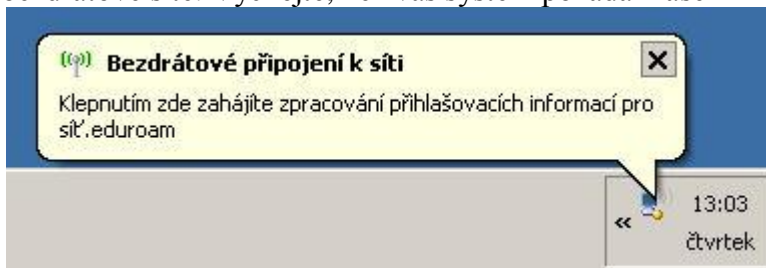 Bezdrátové připojení k síti
Klepnutím zde zahájíte zpracování přihlašovacích informací pro
síť.eduroam
«
13:03
čtvrtek